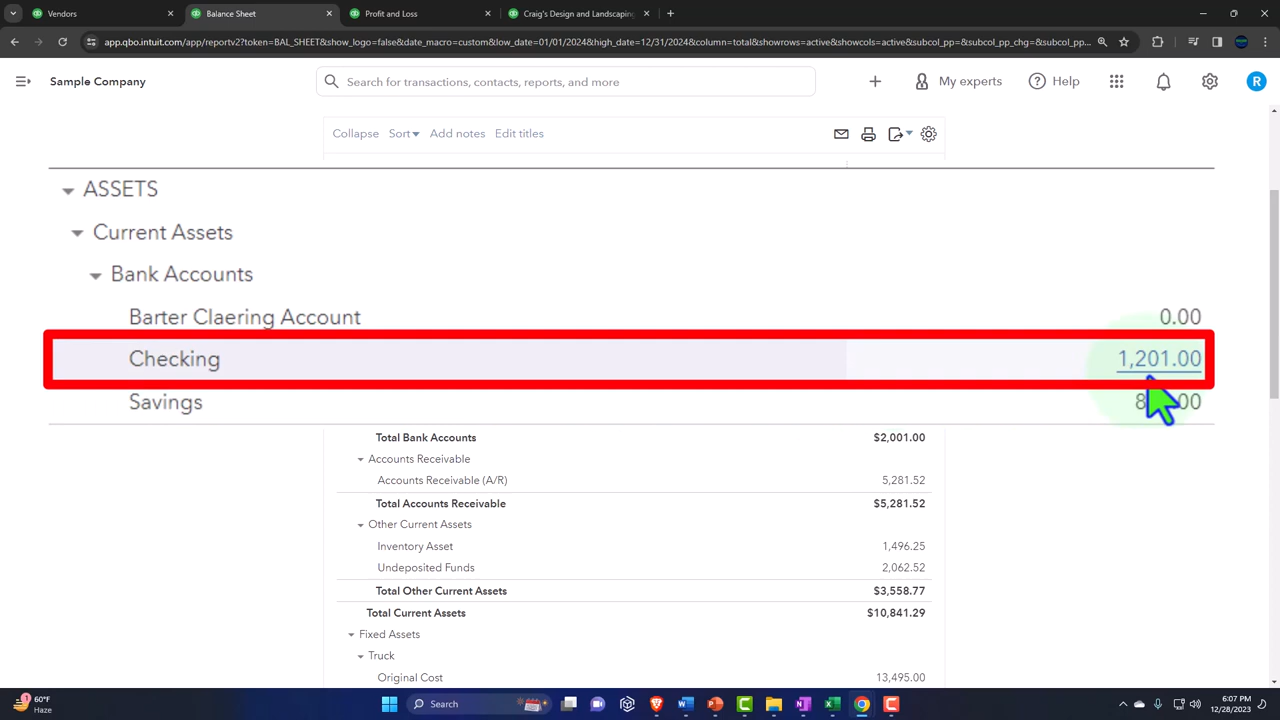 Vendors
Balance Sheet
Profit and Loss
Craig's Design and Landscaping
app.qbo.intuit.com/app/reportv2?token=BAL_SHEET&show_logo=false&date_macro=custom&low_date=01/01/2024&high_date=12/31/2024&column=total&showrows=active&showcols=active&subcol_pp=&subcol_pp_chg=&subcol_pp...
Sample Company
Search for transactions, contacts, reports, and more
My experts
Help
R
Collapse Sort Add notes Edit titles
ASSETS
Current Assets
Bank Accounts
Barter Claering Account 0.00
Checking 1,201.00
Savings
Total Bank Accounts $2,001.00
Accounts Receivable
Accounts Receivable (A/R) 5,281.52
Total Accounts Receivable $5,281.52
Other Current Assets
Inventory Asset 1,496.25
Undeposited Funds 2,062.52
Total Other Current Assets $3,558.77
Total Current Assets $10,841.29
Fixed Assets
Truck
Original Cost 13,495.00
1
60°F
Haze
Search
6:07 PM
12/28/2023